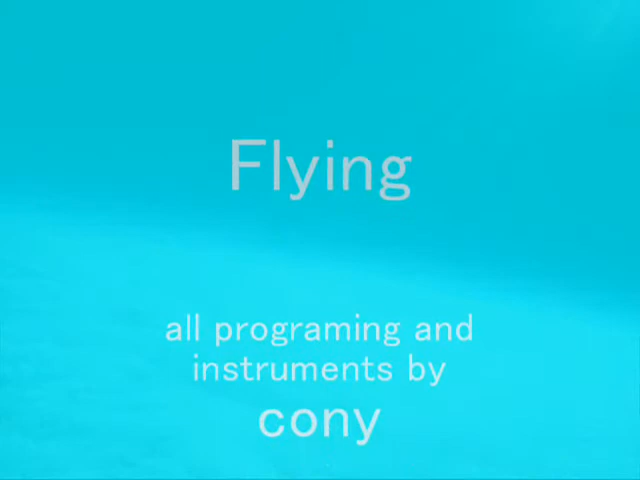 Flying
all programing and
instruments by
cony